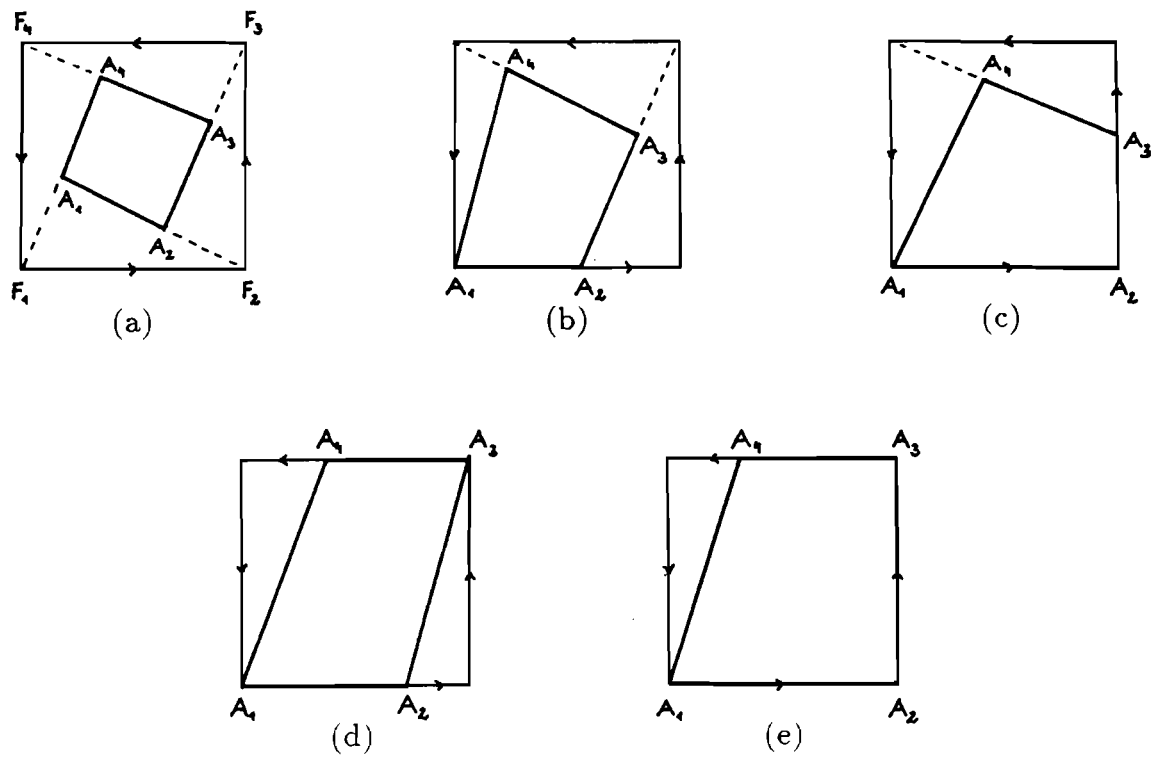 F₄ F₃
A₄
A₃
A₁
A₂
F₁ F₂
(a)
A₄
A₃
A₁ A₂
(b)
A₄
A₃
A₁ A₂
(c)
A₄ A₃
A₁ A₂
(d)
A₄ A₃
A₁ A₂
(e)